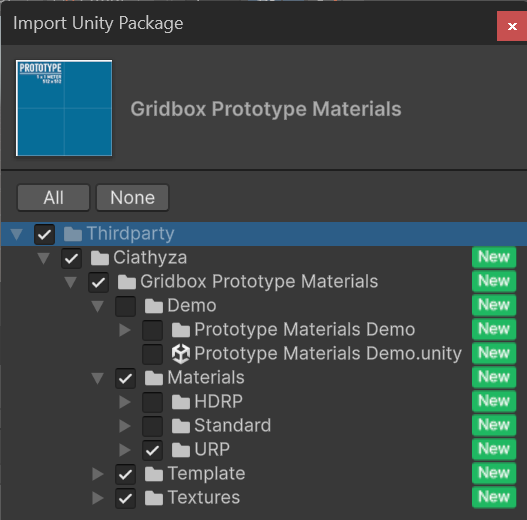 Import Unity Package
PROTOTYPE
1 x 1 METER
512 x 512
Gridbox Prototype Materials
All
None
Thirdparty
Ciathyza
New
Gridbox Prototype Materials
New
Demo
New
Prototype Materials Demo
New
Prototype Materials Demo.unity
New
Materials
New
HDRP
New
Standard
New
URP
New
Template
New
Textures
New